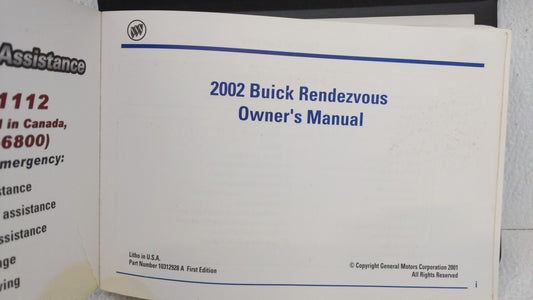 Assistance
1112
in Canada,
6800)
mergency:
stance
assistance
ssistance
ge
ying
2002 Buick Rendezvous
Owner's Manual
Litho in U.S.A.
Part Number 10312928 A First Edition
© Copyright General Motors Corporation 2001
All Rights Reserved
i